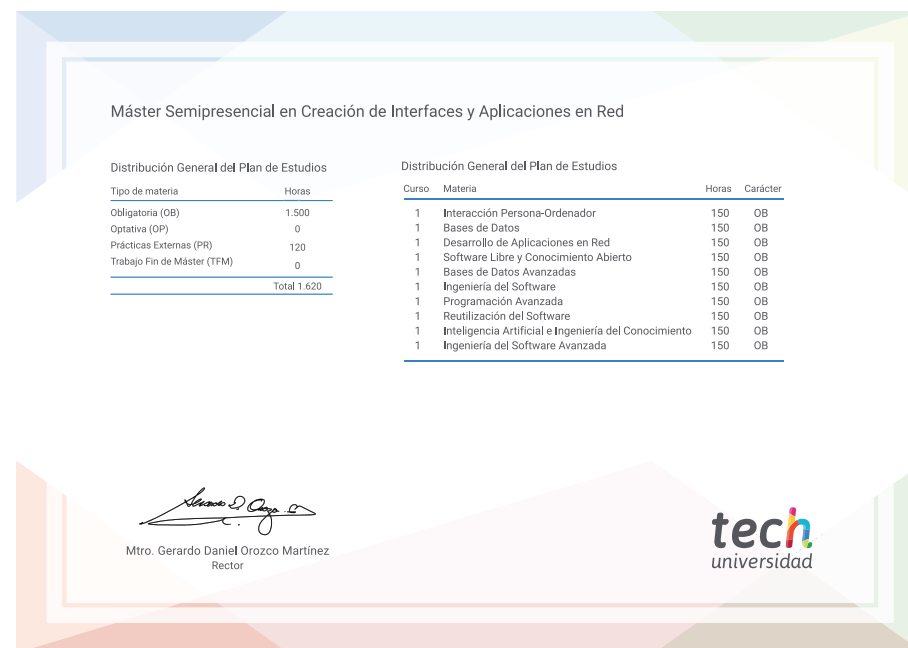 Máster Semipresencial en Creación de Interfaces y Aplicaciones en Red
Distribución General del Plan de Estudios
Tipo de materia Horas
Obligatoria (OB) 1.500
Optativa (OP) 0
Prácticas Externas (PR) 120
Trabajo Fin de Máster (TFM) 0
Total 1.620
Distribución General del Plan de Estudios
Curso Materia Horas Carácter
1 Interacción Persona-Ordenador 150 OB
1 Bases de Datos 150 OB
1 Desarrollo de Aplicaciones en Red 150 OB
1 Software Libre y Conocimiento Abierto 150 OB
1 Bases de Datos Avanzadas 150 OB
1 Ingeniería del Software 150 OB
1 Programación Avanzada 150 OB
1 Reutilización del Software 150 OB
1 Inteligencia Artificial e Ingeniería del Conocimiento 150 OB
1 Ingeniería del Software Avanzada 150 OB
Mtro. Gerardo Daniel Orozco Martínez
Rector
tech
universidad